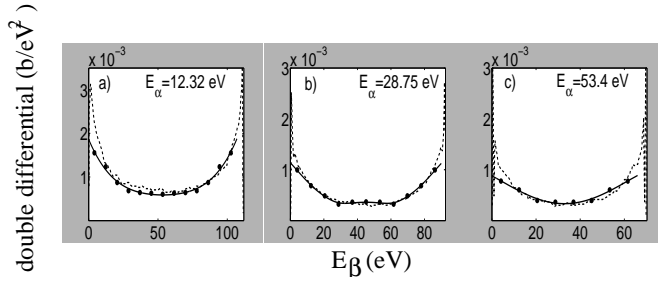 double differential (b/eV²)
x 10⁻³
a) E_α=12.32 eV
3
2
1
0 50 100
3 x 10⁻³
b) E_α=28.75 eV
2
1
0 20 40 60 80
3 x 10⁻³
c) E_α=53.4 eV
2
1
0 20 40 60
E_β (eV)